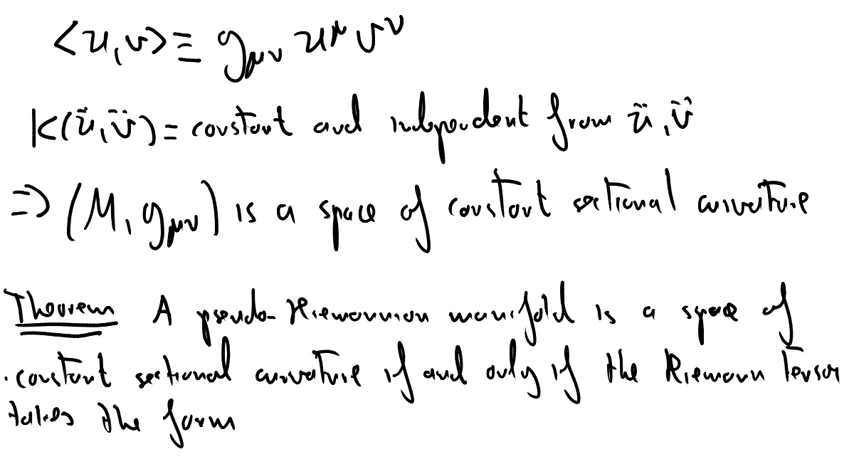 <u,v> ≡ g_μν u^μ v^ν
K(ü,v̈) = constant and independent from ü,v̈
⇒ (M, g_μν) is a space of constant sectional curvature
Theorem A pseudo-Riemannian manifold is a space of
constant sectional curvature if and only if the Riemann tensor
takes the form